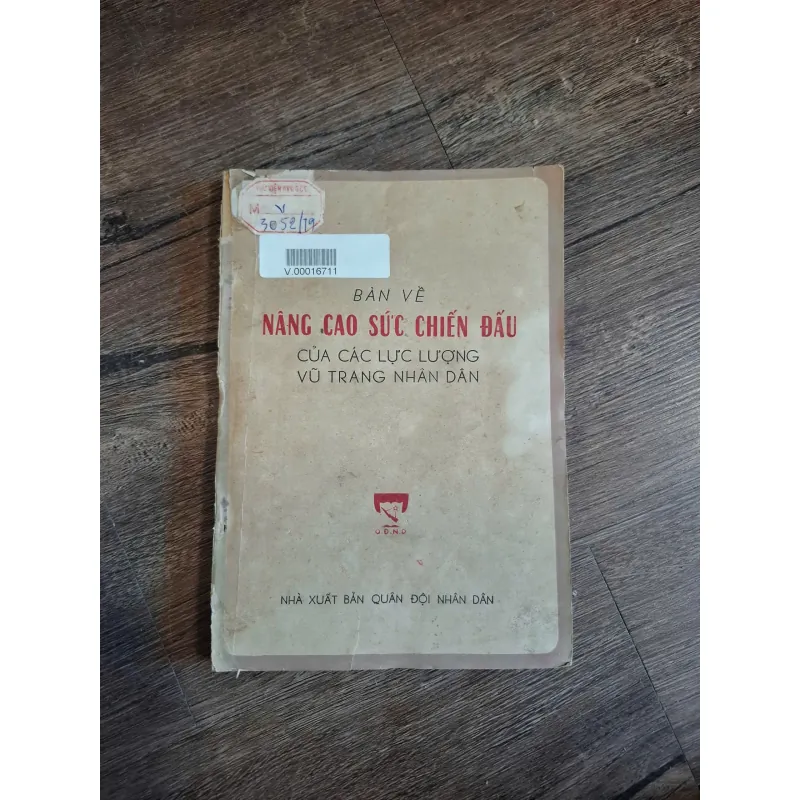 M V
3052/79
V.00016711
BÀN VỀ
NÂNG CAO SỨC CHIẾN ĐẤU
CỦA CÁC LỰC LƯỢNG
VŨ TRANG NHÂN DÂN
Q.Đ.N.D
NHÀ XUẤT BẢN QUÂN ĐỘI NHÂN DÂN